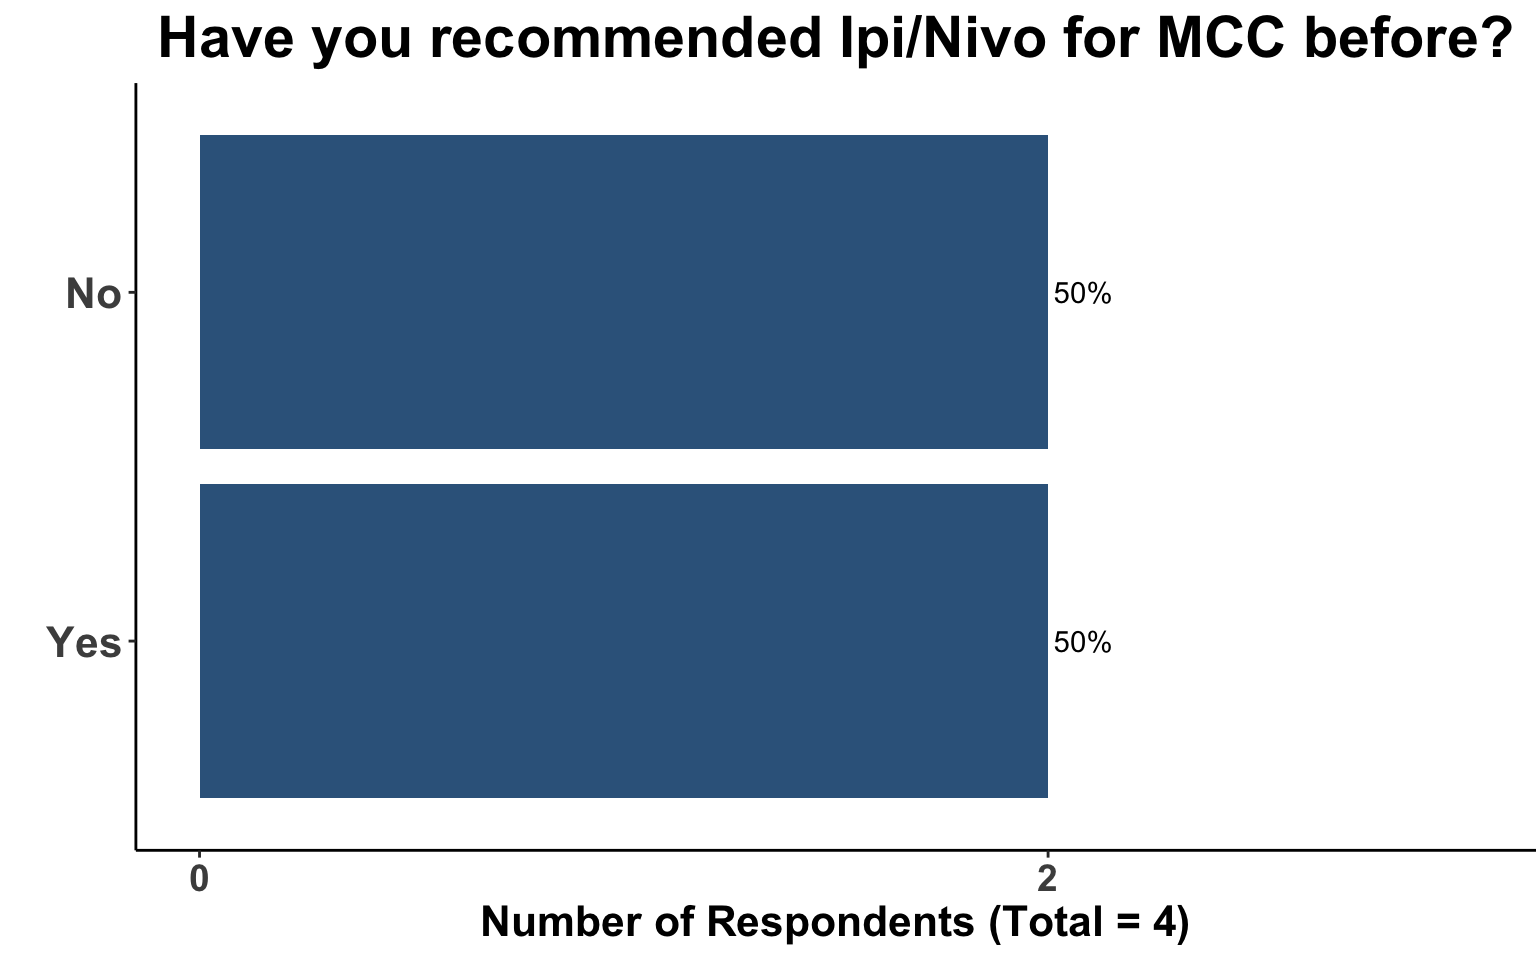 Have you recommended Ipi/Nivo for MCC before?
No
50%
Yes
50%
0 2
Number of Respondents (Total = 4)